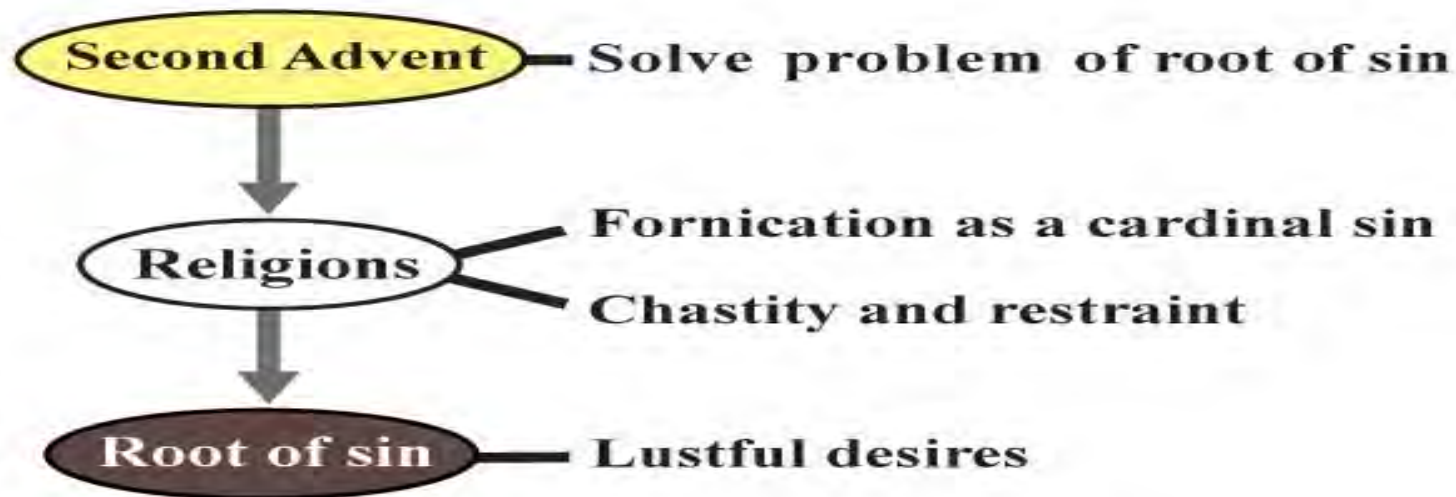 Second Advent Solve problem of root of sin
Fornication as a cardinal sin
Religions
Chastity and restraint
Root of sin Lustful desires